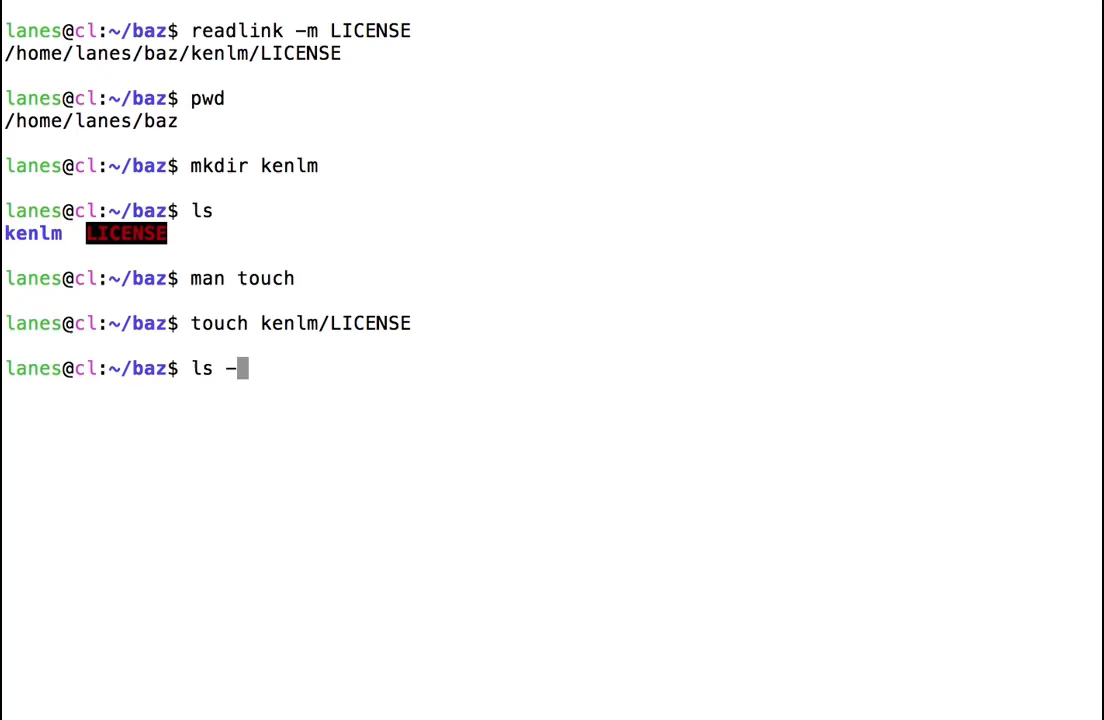 lanes@cl:~/baz$ readlink -m LICENSE
/home/lanes/baz/kenlm/LICENSE
lanes@cl:~/baz$ pwd
/home/lanes/baz
lanes@cl:~/baz$ mkdir kenlm
lanes@cl:~/baz$ ls
kenlm  LICENSE
lanes@cl:~/baz$ man touch
lanes@cl:~/baz$ touch kenlm/LICENSE
lanes@cl:~/baz$ ls -